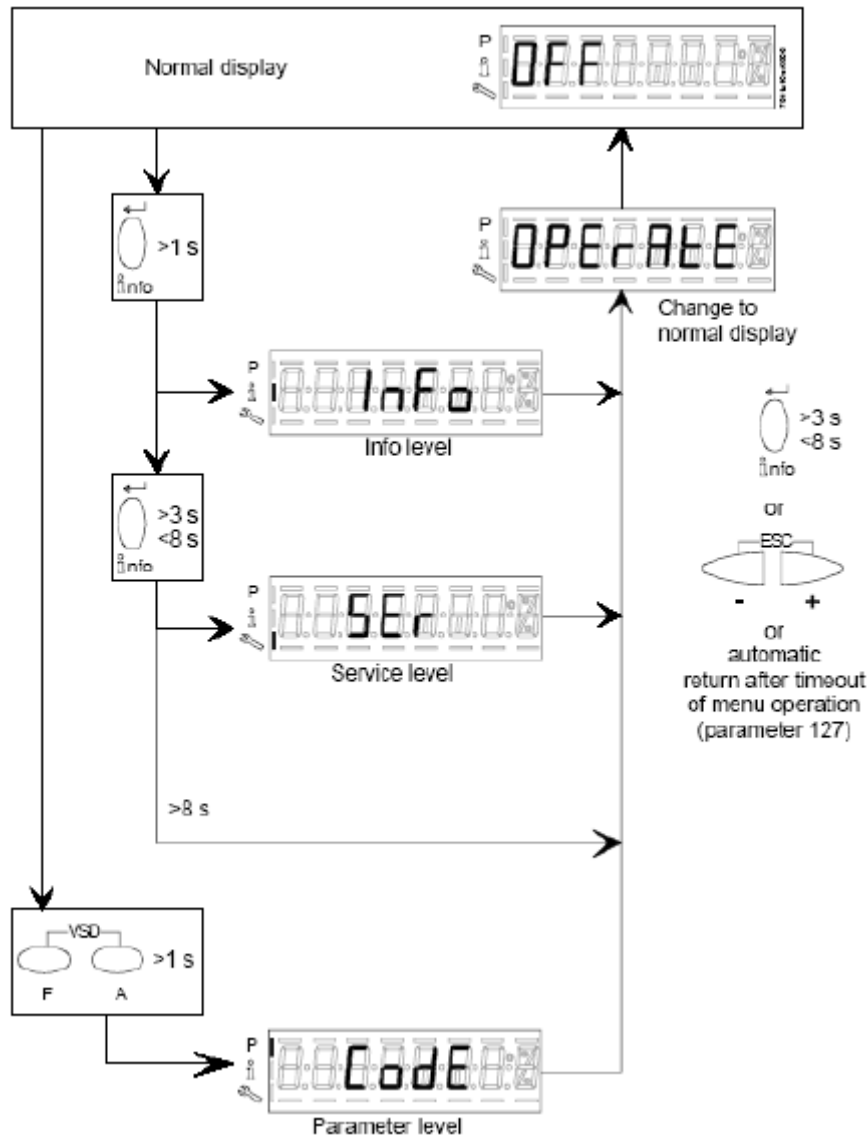 P
OFF
Normal display
>1 s
info
P
OPErAtE
Change to
normal display
P
InFo
Info level
>3 s
<8 s
info
>3 s
<8 s
info
or
ESC
- +
or
automatic
return after timeout
of menu operation
(parameter 127)
P
SEr
Service level
>8 s
VSD
>1 s
F A
P
CodE
Parameter level